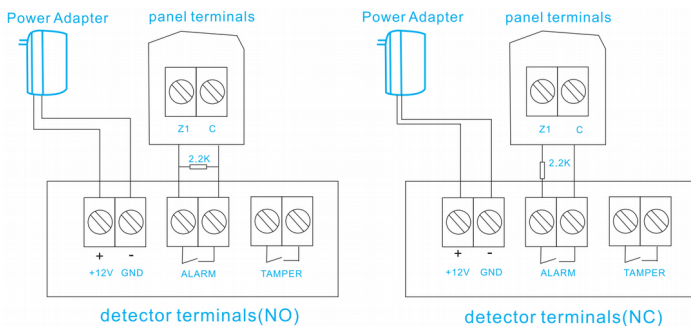 Power Adapter
panel terminals
Z1 C
2.2K
+ -
+12V GND ALARM TAMPER
detector terminals(NO)
Power Adapter
panel terminals
Z1 C
2.2K
+ -
+12V GND ALARM TAMPER
detector terminals(NC)